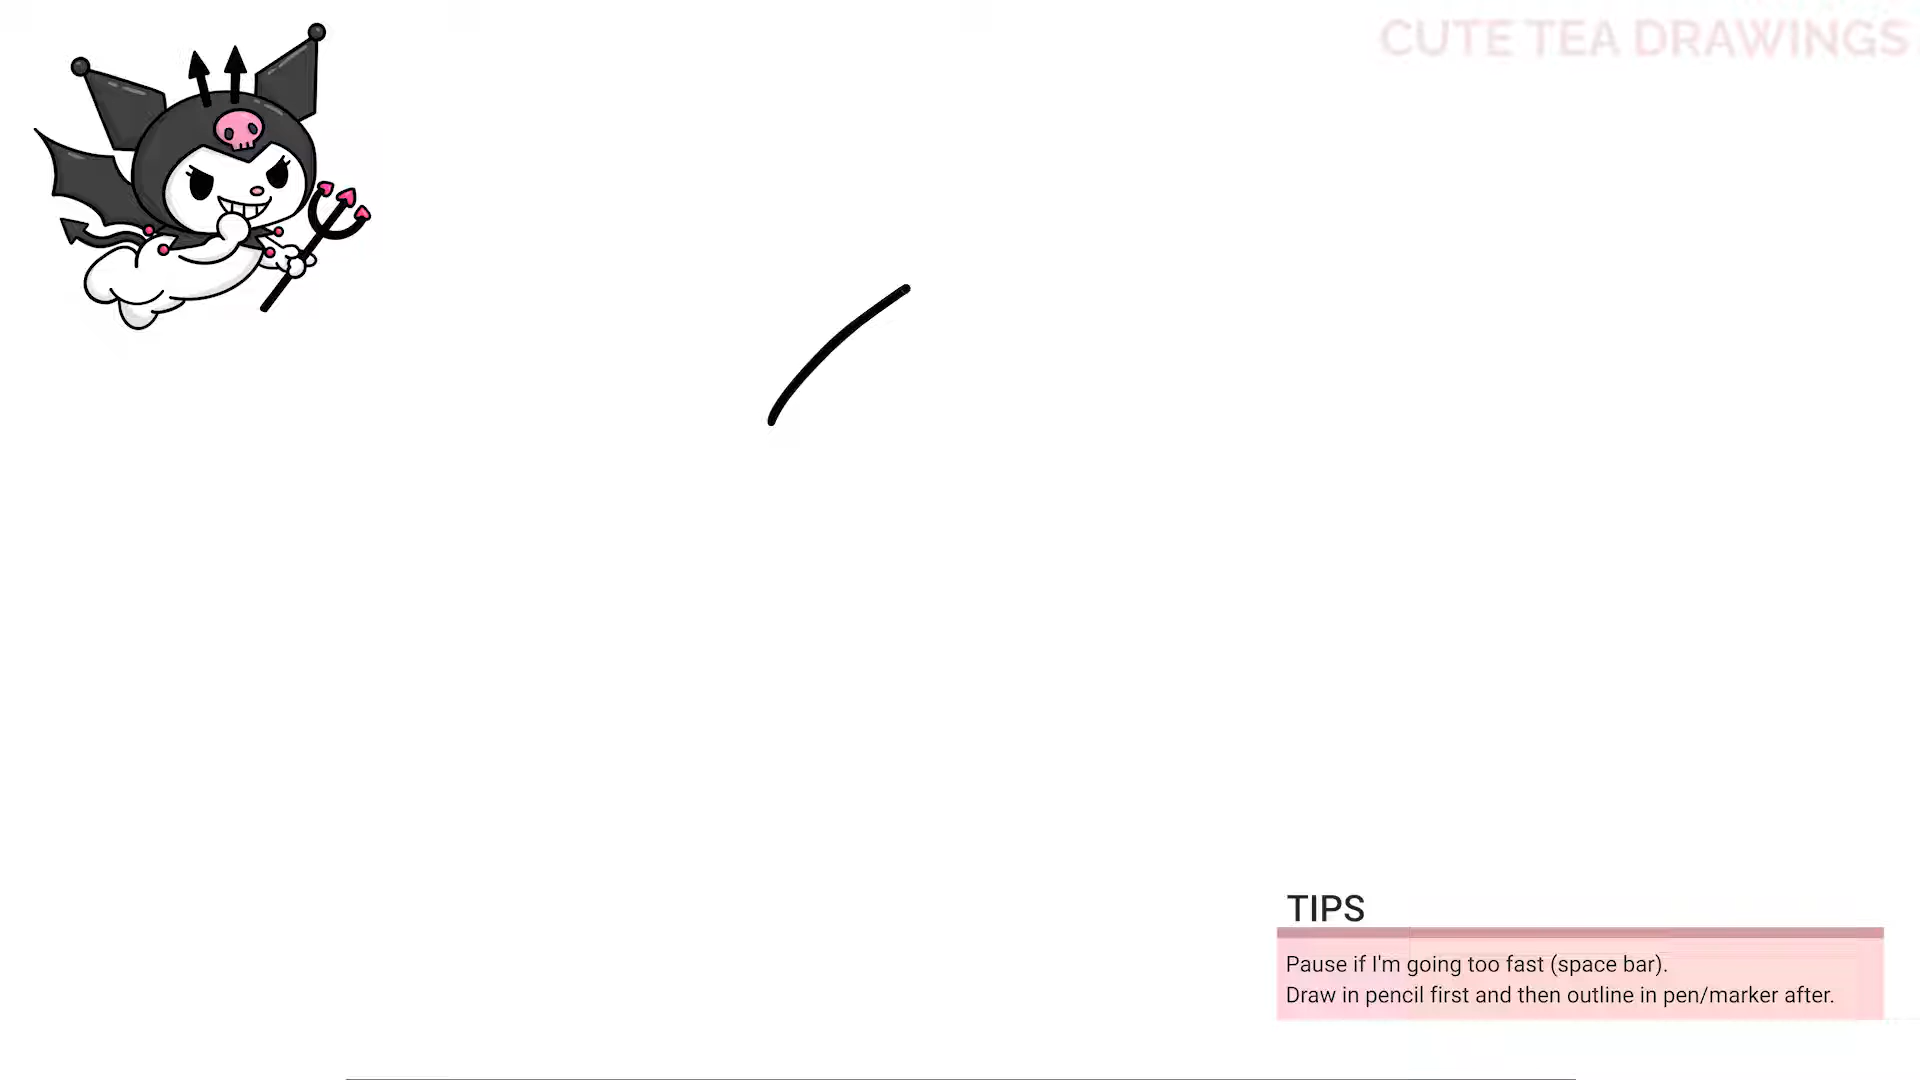 CUTE TEA DRAWINGS
TIPS
Pause if I'm going too fast (space bar).
Draw in pencil first and then outline in pen/marker after.